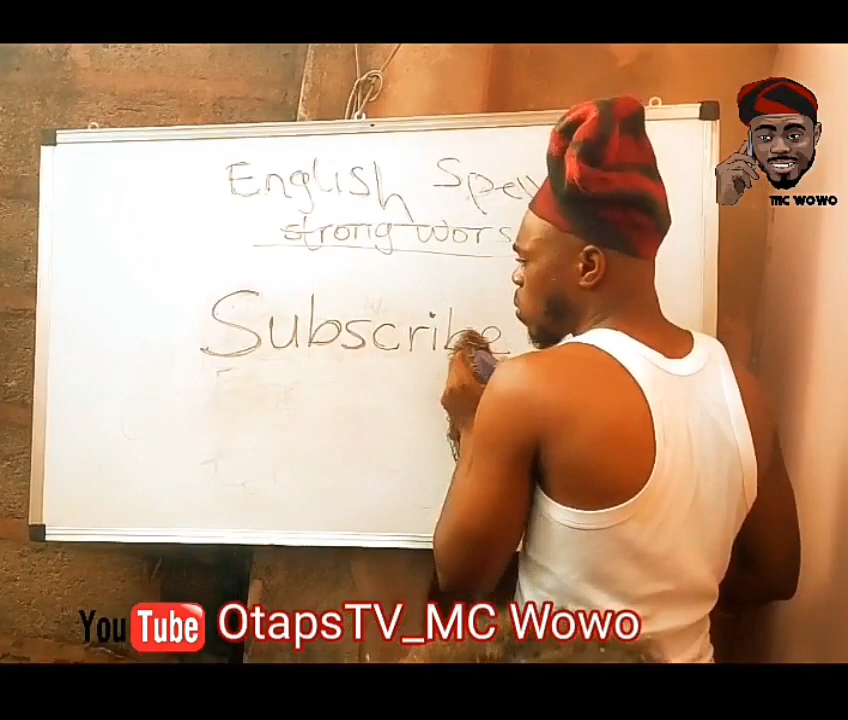 English Spell
strong wors
Subscribe
MC WOWO
YouTube OtapsTV_MC Wowo